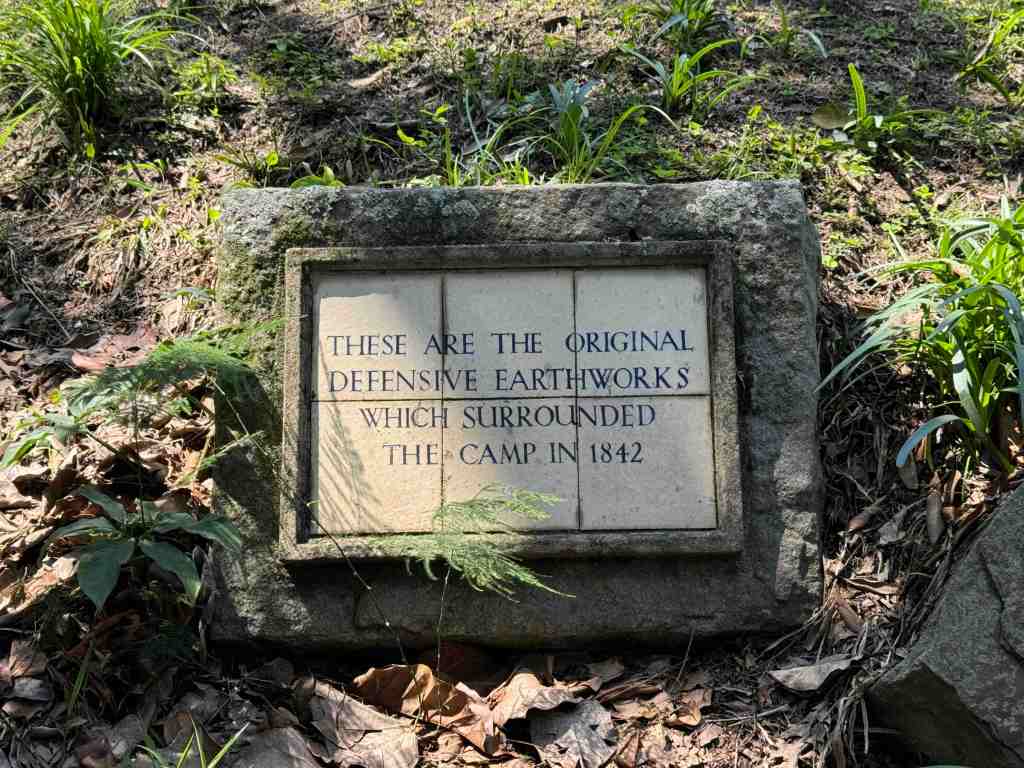 THESE ARE THE ORIGINAL
DEFENSIVE EARTHWORKS
WHICH SURROUNDED
THE CAMP IN 1842